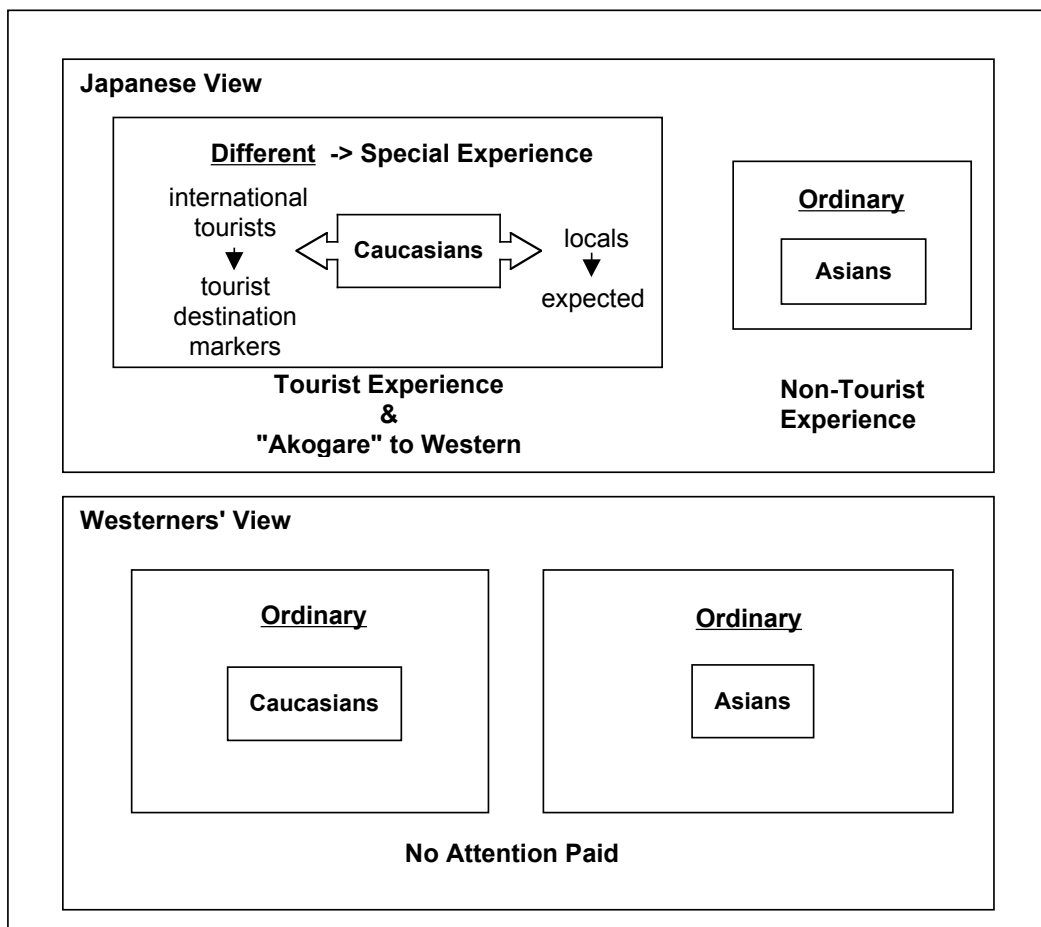 Japanese View
Different -> Special Experience
international
tourists
tourist
destination
markers
Caucasians
locals
expected
Tourist Experience
&
"Akogare" to Western
Ordinary
Asians
Non-Tourist
Experience
Westerners' View
Ordinary
Caucasians
Ordinary
Asians
No Attention Paid